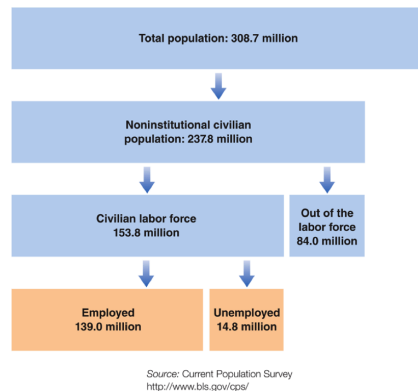 Total population: 308.7 million
Noninstitutional civilian
population: 237.8 million
Civilian labor force
153.8 million
Out of the
labor force
84.0 million
Employed
139.0 million
Unemployed
14.8 million
Source: Current Population Survey
http://www.bls.gov/cps/